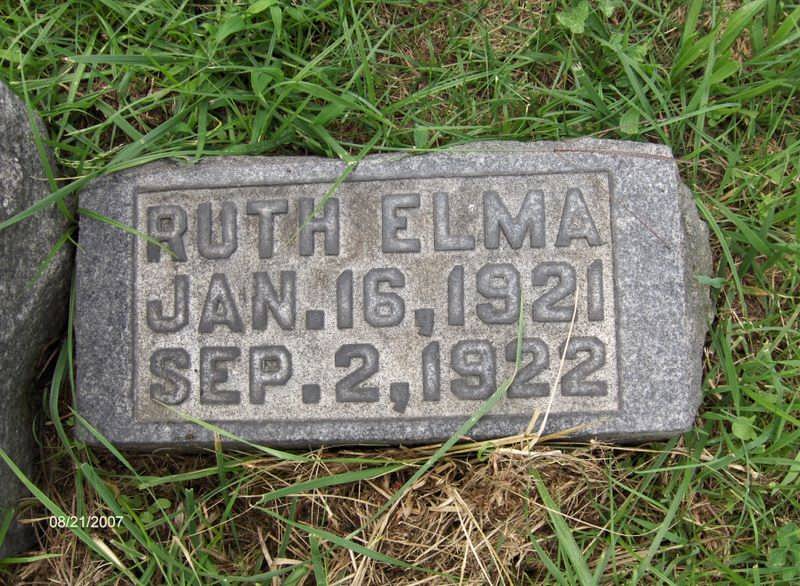 RUTH ELMA
JAN. 16, 1921
SEP. 2, 1922
08/21/2007